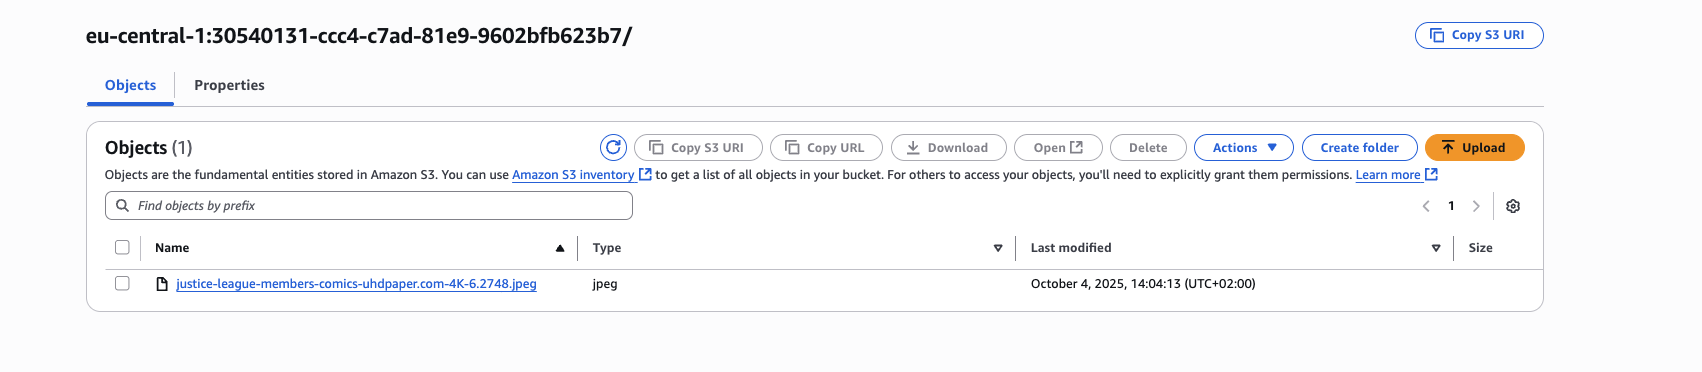 eu-central-1:30540131-ccc4-c7ad-81e9-9602bfb623b7/
Copy S3 URI
Objects
Properties
Objects (1)
Copy S3 URI
Copy URL
Download
Open
Delete
Actions
Create folder
Upload
Objects are the fundamental entities stored in Amazon S3. You can use Amazon S3 inventory to get a list of all objects in your bucket. For others to access your objects, you'll need to explicitly grant them permissions. Learn more
Find objects by prefix
1
Name
Type
Last modified
Size
justice-league-members-comics-uhdpaper.com-4K-6.2748.jpeg
jpeg
October 4, 2025, 14:04:13 (UTC+02:00)